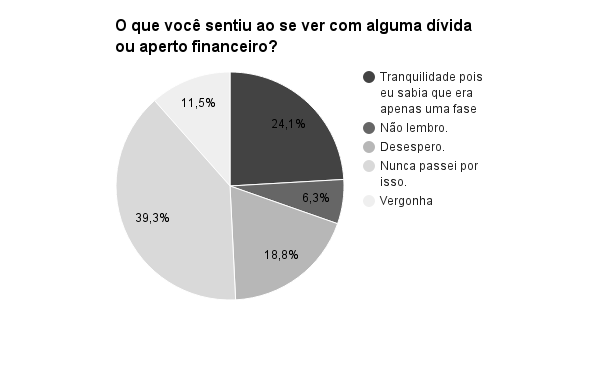 O que você sentiu ao se ver com alguma dívida
ou aperto financeiro?
11,5%
24,1%
6,3%
18,8%
39,3%
Tranquilidade pois
eu sabia que era
apenas uma fase
Não lembro.
Desespero.
Nunca passei por
isso.
Vergonha